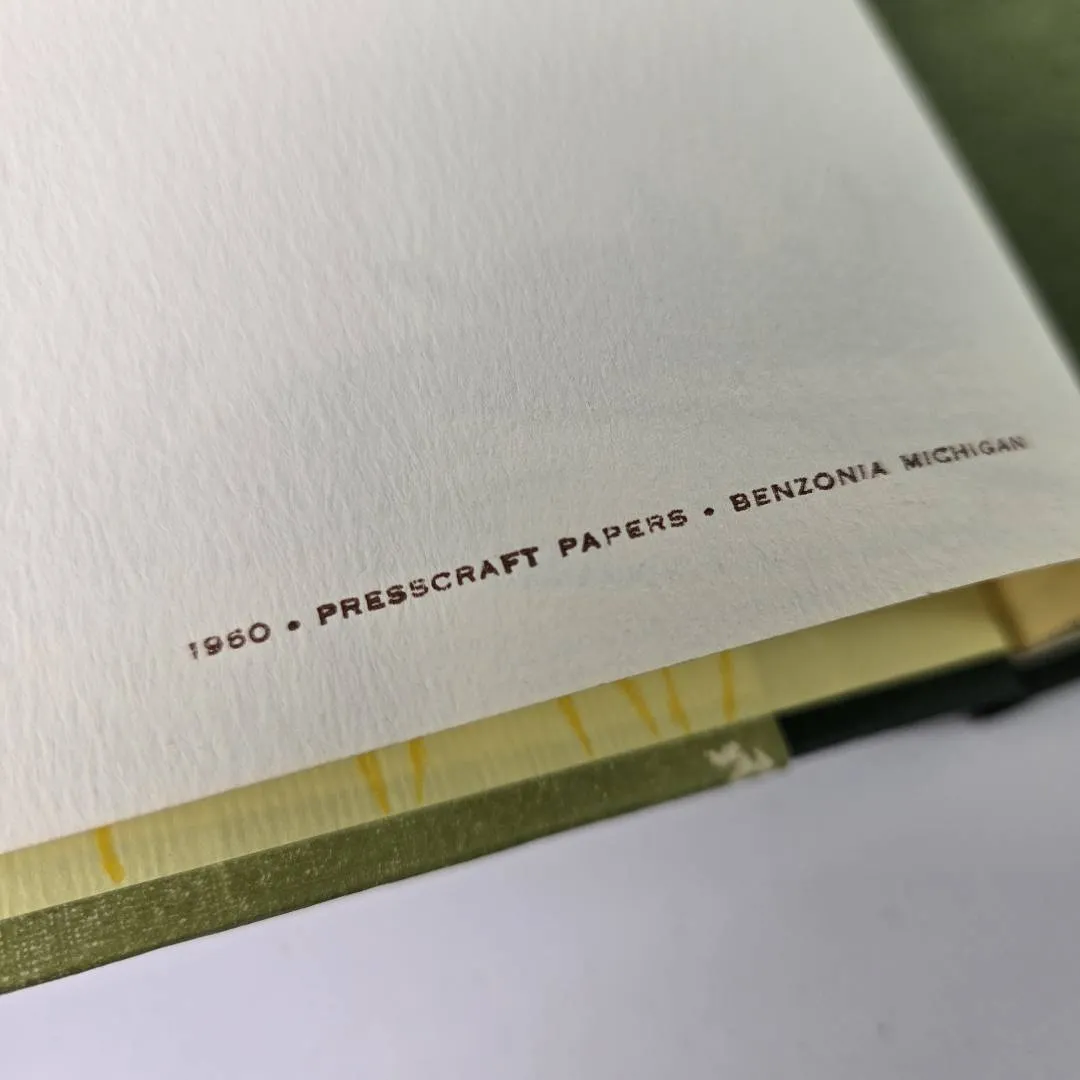 1960 • PRESSCRAFT PAPERS • BENZONIA MICHIGAN